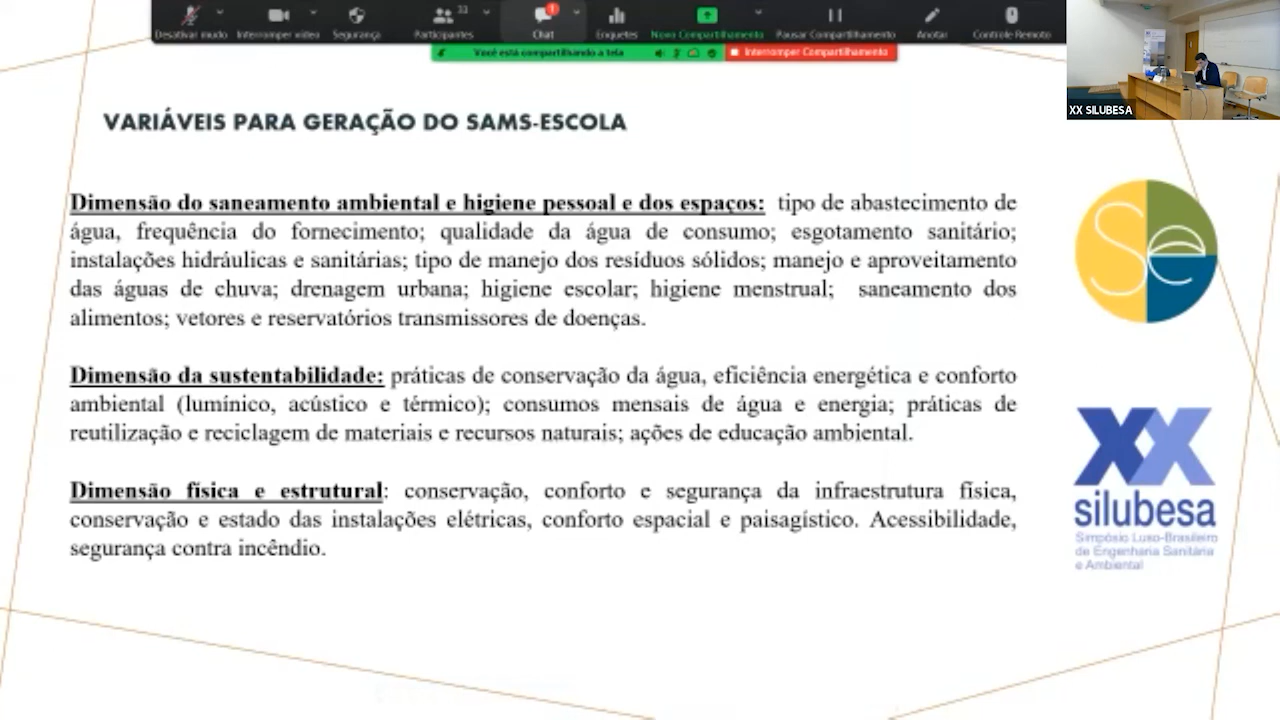 Desativar mudo
Interromper vídeo
Segurança
Participantes
33
Chat
1
Enquetes
Novo Compartilhamento
Pausar Compartilhamento
Anotar
Controle Remoto
Você está compartilhando a tela
Interromper Compartilhamento
XX SILUBESA
VARIÁVEIS PARA GERAÇÃO DO SAMS-ESCOLA
Dimensão do saneamento ambiental e higiene pessoal e dos espaços: tipo de abastecimento de
água, frequência do fornecimento; qualidade da água de consumo; esgotamento sanitário;
instalações hidráulicas e sanitárias; tipo de manejo dos resíduos sólidos; manejo e aproveitamento
das águas de chuva; drenagem urbana; higiene escolar; higiene menstrual; saneamento dos
alimentos; vetores e reservatórios transmissores de doenças.
Dimensão da sustentabilidade: práticas de conservação da água, eficiência energética e conforto
ambiental (lumínico, acústico e térmico); consumos mensais de água e energia; práticas de
reutilização e reciclagem de materiais e recursos naturais; ações de educação ambiental.
Dimensão física e estrutural: conservação, conforto e segurança da infraestrutura física,
conservação e estado das instalações elétricas, conforto espacial e paisagístico. Acessibilidade,
segurança contra incêndio.
Se
XX
silubesa
Simpósio Luso-Brasileiro
de Engenharia Sanitária
e Ambiental